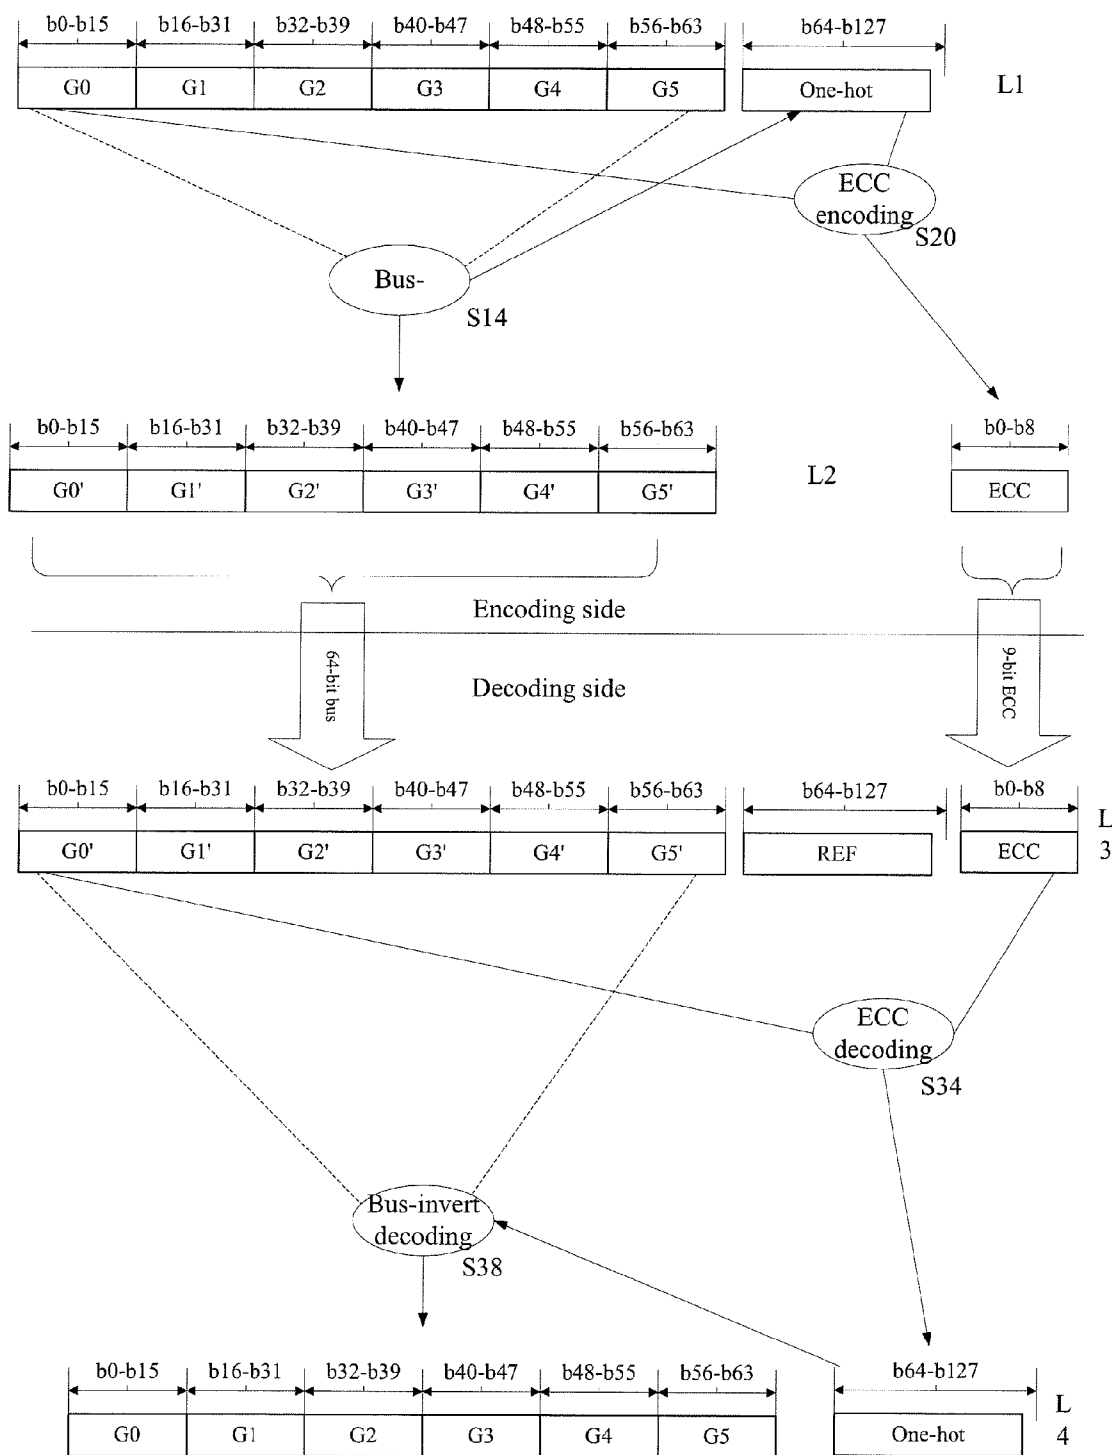 b0-b15 b16-b31 b32-b39 b40-b47 b48-b55 b56-b63 b64-b127
G0 G1 G2 G3 G4 G5 One-hot L1
ECC
encoding
S20
Bus-
S14
b0-b15 b16-b31 b32-b39 b40-b47 b48-b55 b56-b63 b0-b8
G0' G1' G2' G3' G4' G5' L2 ECC
Encoding side
64-bit bus
9-bit ECC
Decoding side
b0-b15 b16-b31 b32-b39 b40-b47 b48-b55 b56-b63 b64-b127 b0-b8
G0' G1' G2' G3' G4' G5' REF ECC
L
3
ECC
decoding
S34
Bus-invert
decoding
S38
b0-b15 b16-b31 b32-b39 b40-b47 b48-b55 b56-b63 b64-b127
G0 G1 G2 G3 G4 G5 One-hot
L
4